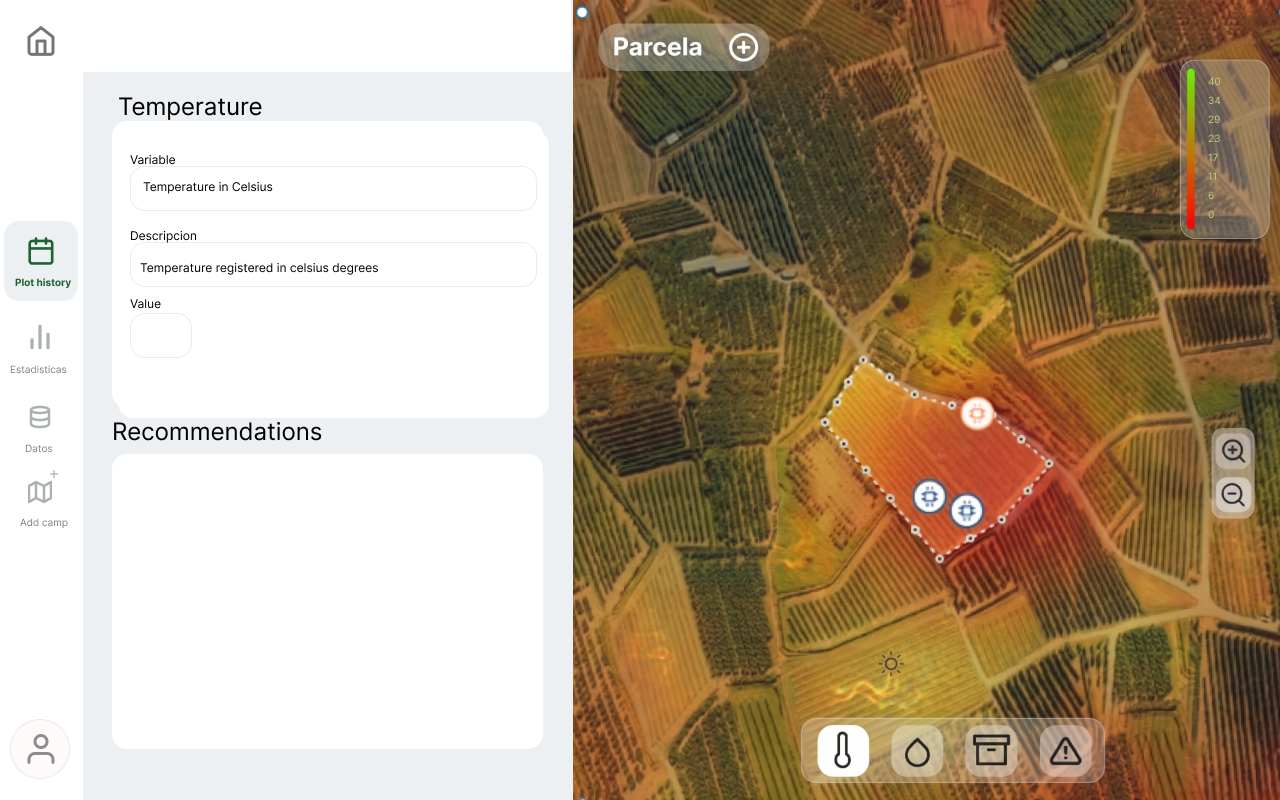 Temperature
Variable
Temperature in Celsius
Descripcion
Temperature registered in celsius degrees
Value
Recommendations
Plot history
Estadisticas
Datos
Add camp
Parcela
40
34
29
23
17
11
6
0